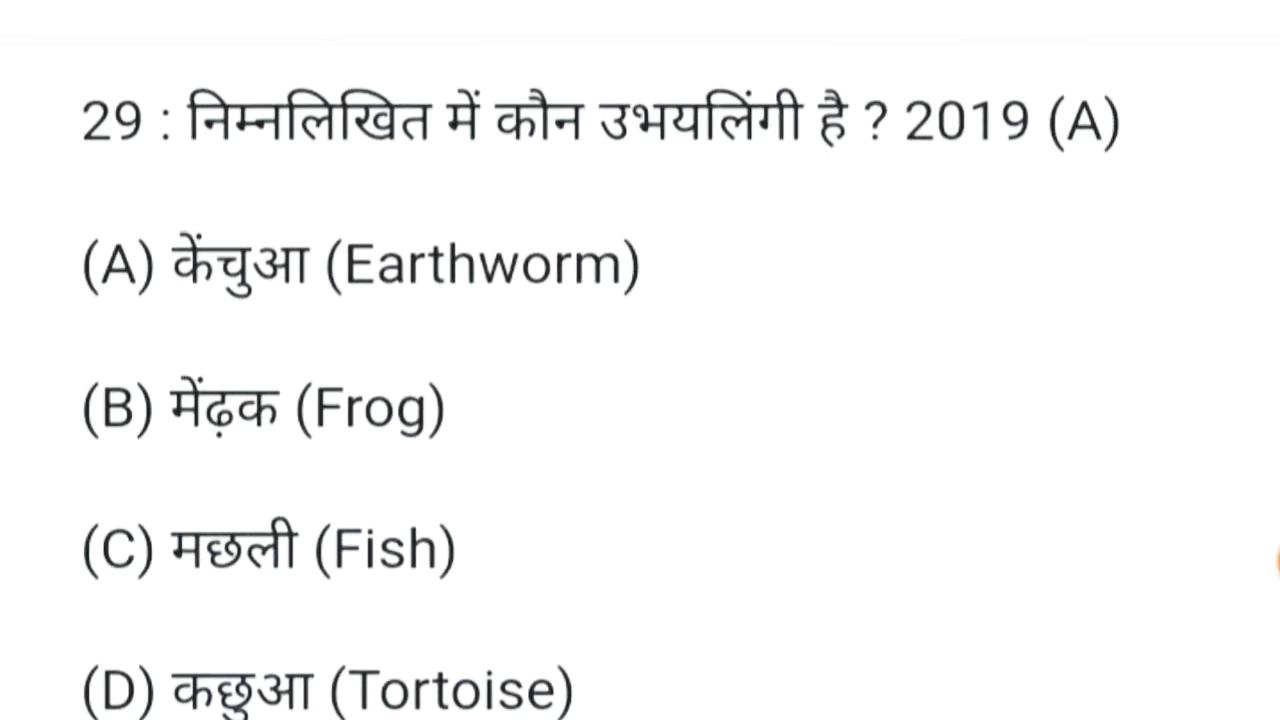 29 : निम्नलिखित में कौन उभयलिंगी है ? 2019 (A)
(A) केंचुआ (Earthworm)
(B) मेंढ़क (Frog)
(C) मछली (Fish)
(D) कछुआ (Tortoise)